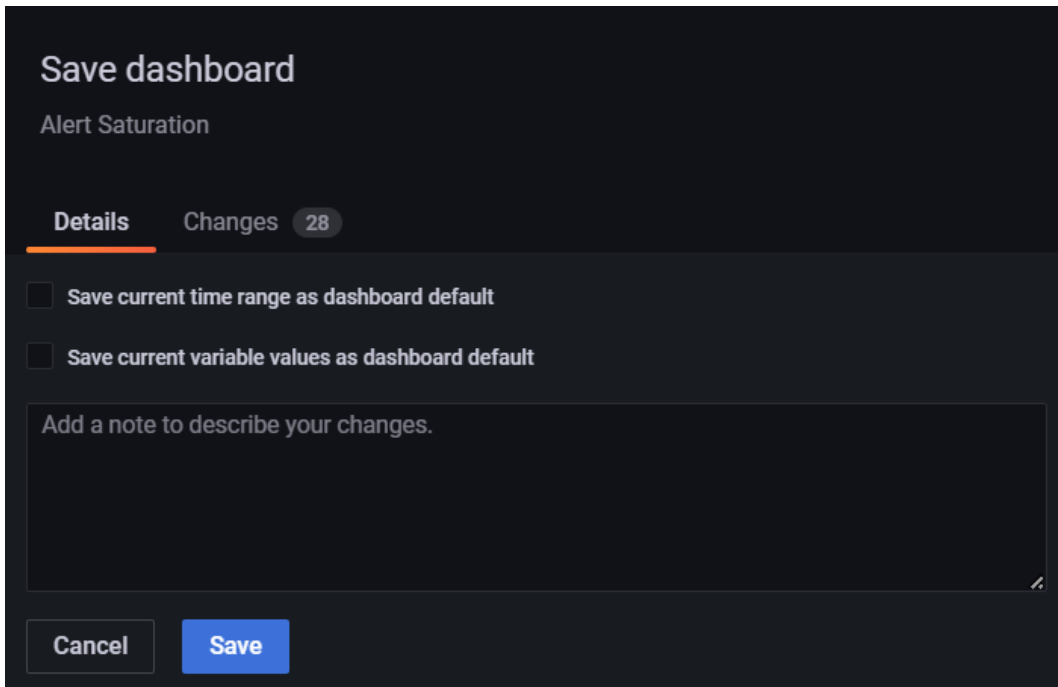 Save dashboard
Alert Saturation
Details Changes 28
Save current time range as dashboard default
Save current variable values as dashboard default
Add a note to describe your changes.
Cancel Save